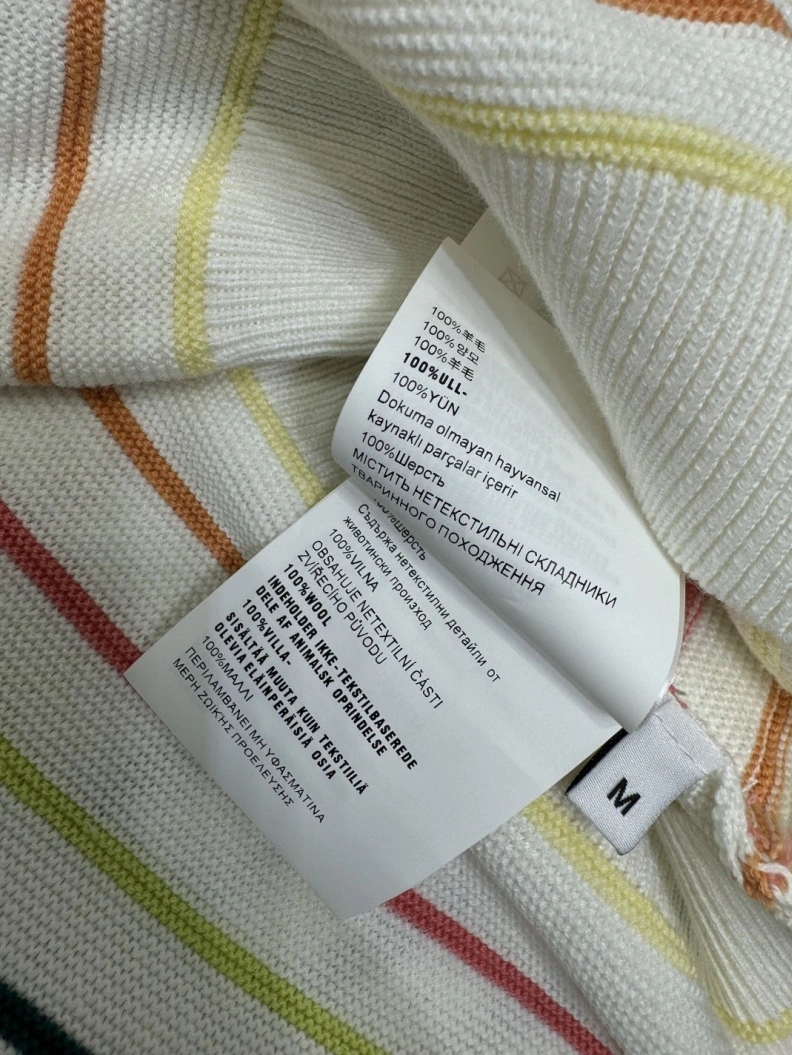 100%羊毛
100%양모
100%羊毛
100%ULL-
100%YÜN
Dokuma olmayan hayvansal
kaynaklı parçalar içerir
100%Шерсть
МІСТИТЬ НЕТЕКСТИЛЬНІ СКЛАДНИКИ
ТВАРИННОГО ПОХОДЖЕННЯ
100%шерсть
Съдържа нетекстилни детайли от
животински произход
100%VILNA
OBSAHUJE NETEXTILNÍ ČÁSTI
ZVÍŘECÍHO PŮVODU
100%WOOL
INDEHOLDER IKKE-TEKSTILBASEREDE
DELE AF ANIMALSK OPRINDELSE
100%VILLA-
SISÄLTÄÄ MUUTA KUIN TEKSTIILIÄ
OLEVIA ELÄINPERÄISIÄ OSIA
100%ΜΑΛΛΙ
ΠΕΡΙΛΑΜΒΑΝΕΙ ΜΗ ΥΦΑΣΜΑΤΙΝΑ
ΜΕΡΗ ΖΩΙΚΗΣ ΠΡΟΕΛΕΥΣΗΣ
M